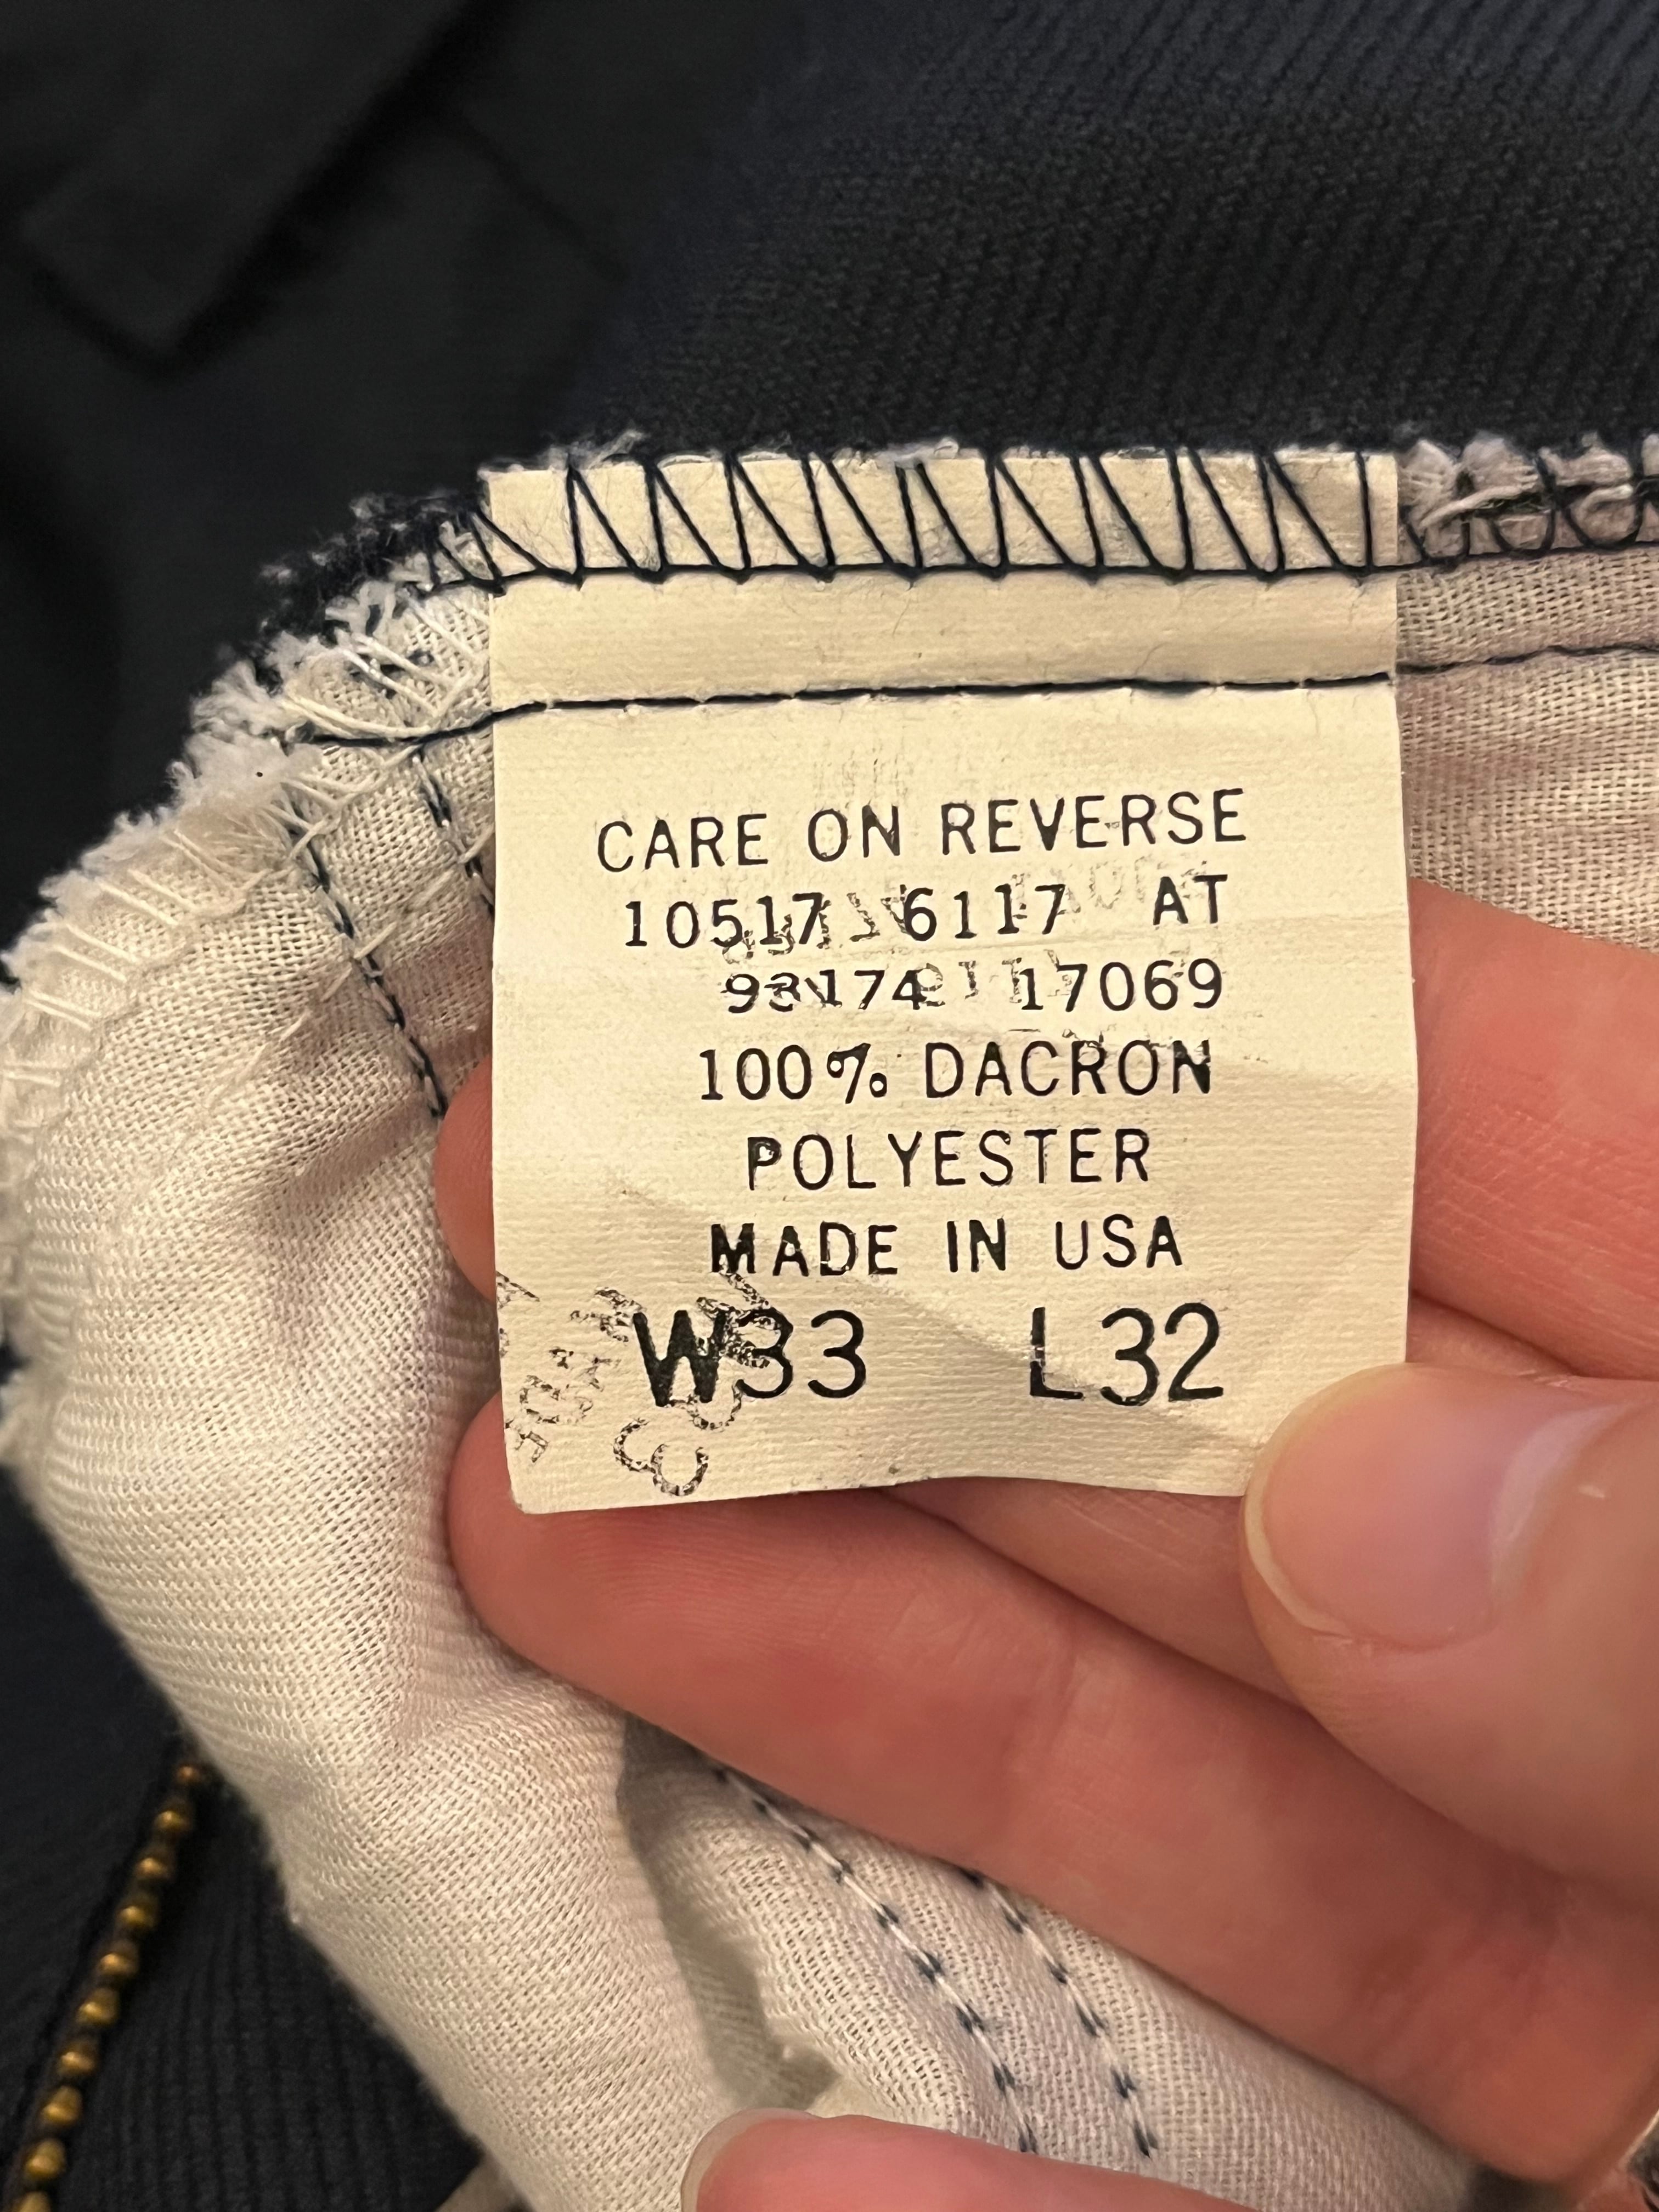 CARE ON REVERSE
10517 6117 AT
93174 17069
100% DACRON
POLYESTER
MADE IN USA
W33 L32